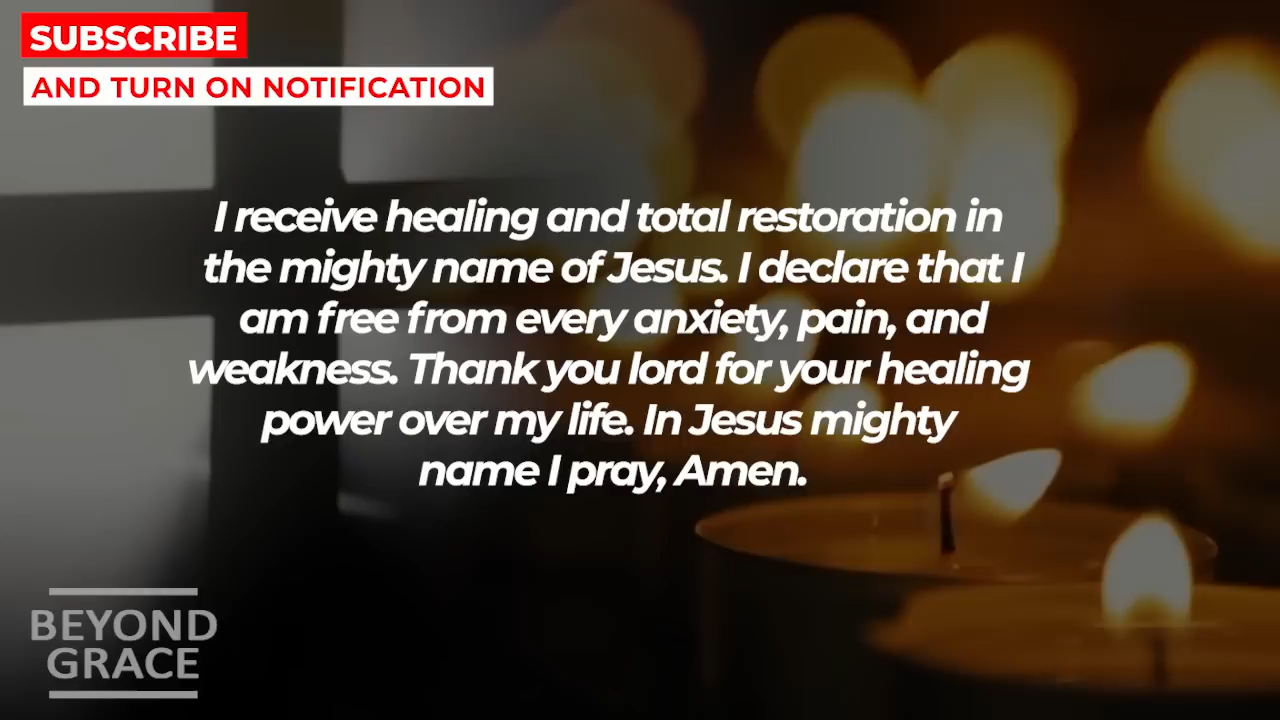 SUBSCRIBE
AND TURN ON NOTIFICATION
I receive healing and total restoration in
the mighty name of Jesus. I declare that I
am free from every anxiety, pain, and
weakness. Thank you lord for your healing
power over my life. In Jesus mighty
name I pray, Amen.
BEYOND
GRACE